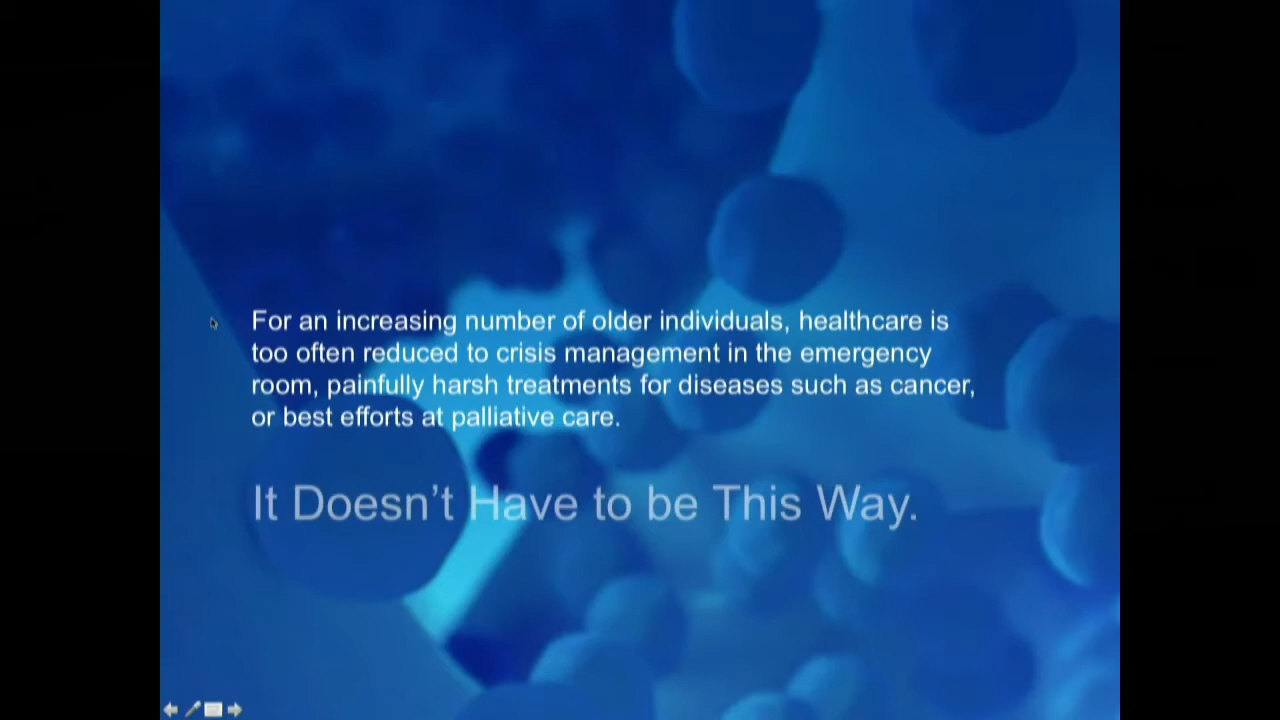 For an increasing number of older individuals, healthcare is
too often reduced to crisis management in the emergency
room, painfully harsh treatments for diseases such as cancer,
or best efforts at palliative care.
It Doesn’t Have to be This Way.